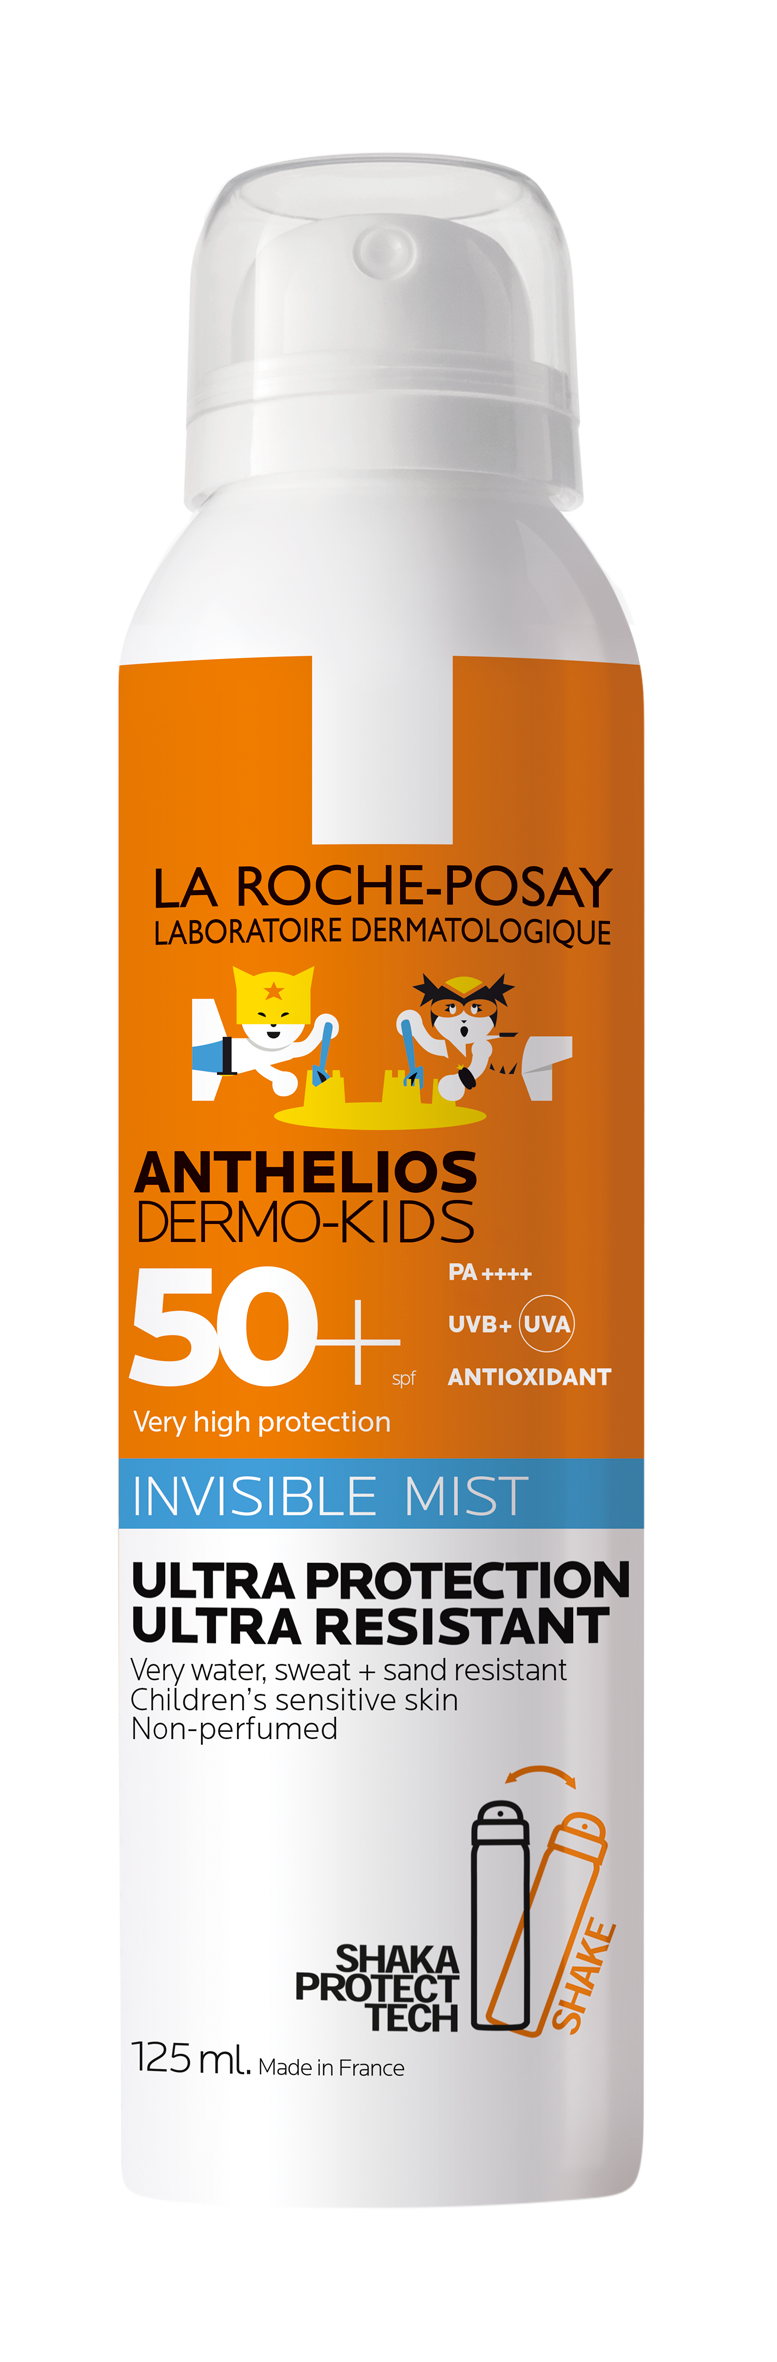 LA ROCHE-POSAY
LABORATOIRE DERMATOLOGIQUE
ANTHELIOS
DERMO-KIDS
50+ spf
PA ++++
UVB+ UVA
ANTIOXIDANT
Very high protection
INVISIBLE MIST
ULTRA PROTECTION
ULTRA RESISTANT
Very water, sweat + sand resistant
Children's sensitive skin
Non-perfumed
SHAKE
SHAKA
PROTECT
TECH
125 ml. Made in France